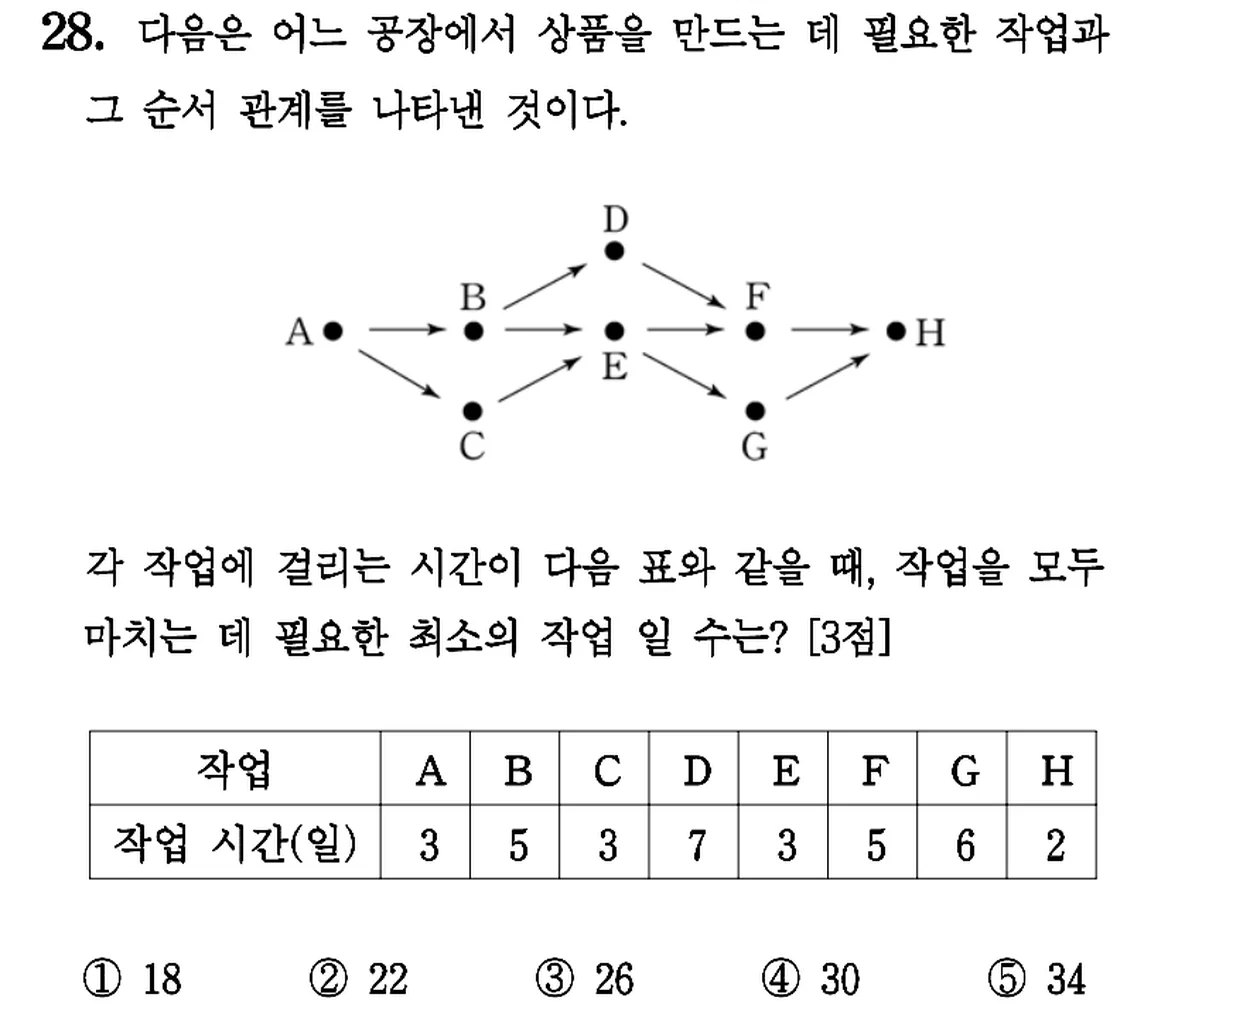 28. 다음은 어느 공장에서 상품을 만드는 데 필요한 작업과
그 순서 관계를 나타낸 것이다.
D
B F
A H
E
C G
각 작업에 걸리는 시간이 다음 표와 같을 때, 작업을 모두
마치는 데 필요한 최소의 작업 일 수는? [3점]
작업 A B C D E F G H
작업 시간(일) 3 5 3 7 3 5 6 2
① 18 ② 22 ③ 26 ④ 30 ⑤ 34